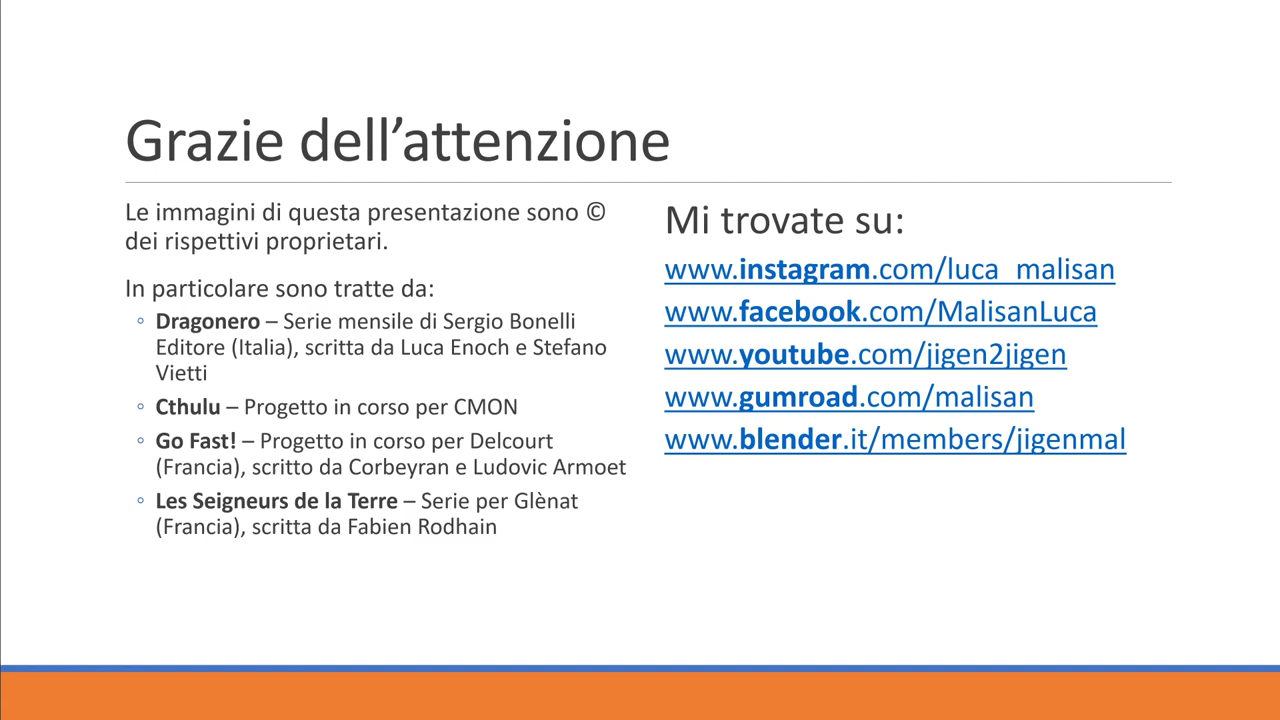 Grazie dell’attenzione
Le immagini di questa presentazione sono ©
dei rispettivi proprietari.
In particolare sono tratte da:
◦ Dragonero – Serie mensile di Sergio Bonelli
Editore (Italia), scritta da Luca Enoch e Stefano
Vietti
◦ Cthulu – Progetto in corso per CMON
◦ Go Fast! – Progetto in corso per Delcourt
(Francia), scritto da Corbeyran e Ludovic Armoet
◦ Les Seigneurs de la Terre – Serie per Glènat
(Francia), scritta da Fabien Rodhain
Mi trovate su:
www.instagram.com/luca_malisan
www.facebook.com/MalisanLuca
www.youtube.com/jigen2jigen
www.gumroad.com/malisan
www.blender.it/members/jigenmal